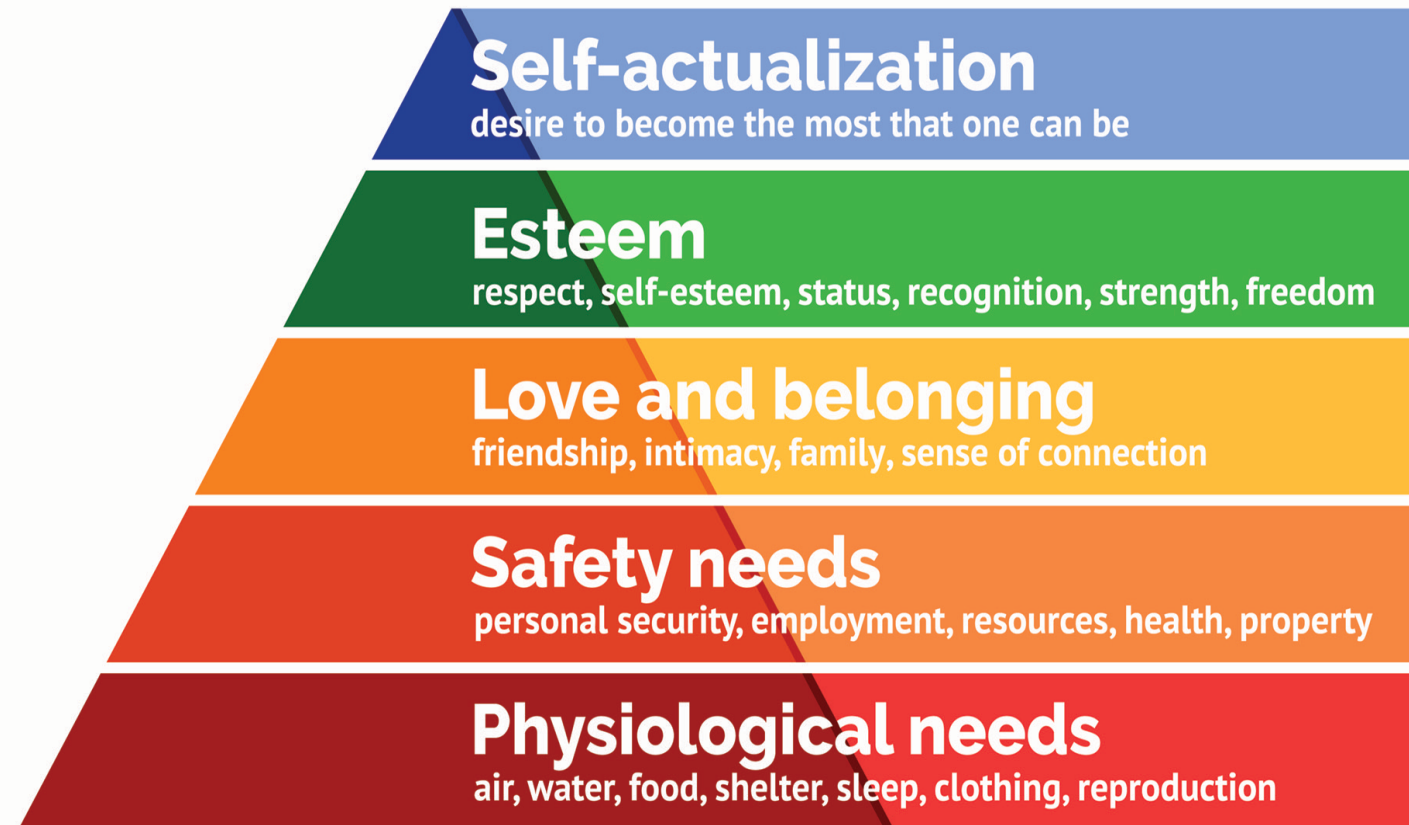 Self-actualization
desire to become the most that one can be
Esteem
respect, self-esteem, status, recognition, strength, freedom
Love and belonging
friendship, intimacy, family, sense of connection
Safety needs
personal security, employment, resources, health, property
Physiological needs
air, water, food, shelter, sleep, clothing, reproduction